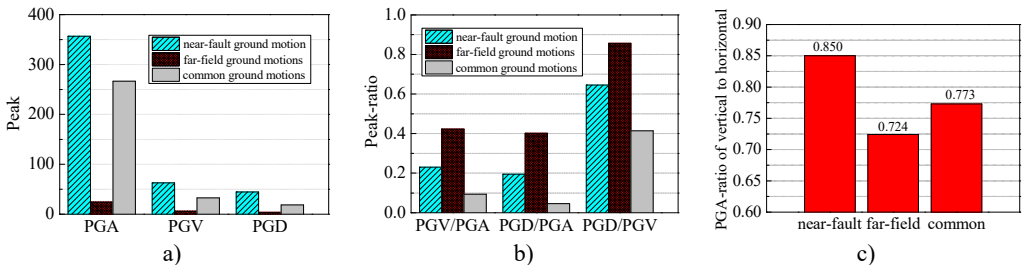 Peak
400
300
200
100
0
near-fault ground motion
far-field ground motions
common ground motions
PGA PGV PGD
a)
Peak-ratio
1.0
0.8
0.6
0.4
0.2
0.0
near-fault ground motion
far-field ground motions
common ground motions
PGV/PGA PGD/PGA PGD/PGV
b)
PGA-ratio of vertical to horizontal
0.90
0.85
0.80
0.75
0.70
0.65
0.60
0.850
0.724
0.773
near-fault far-field common
c)